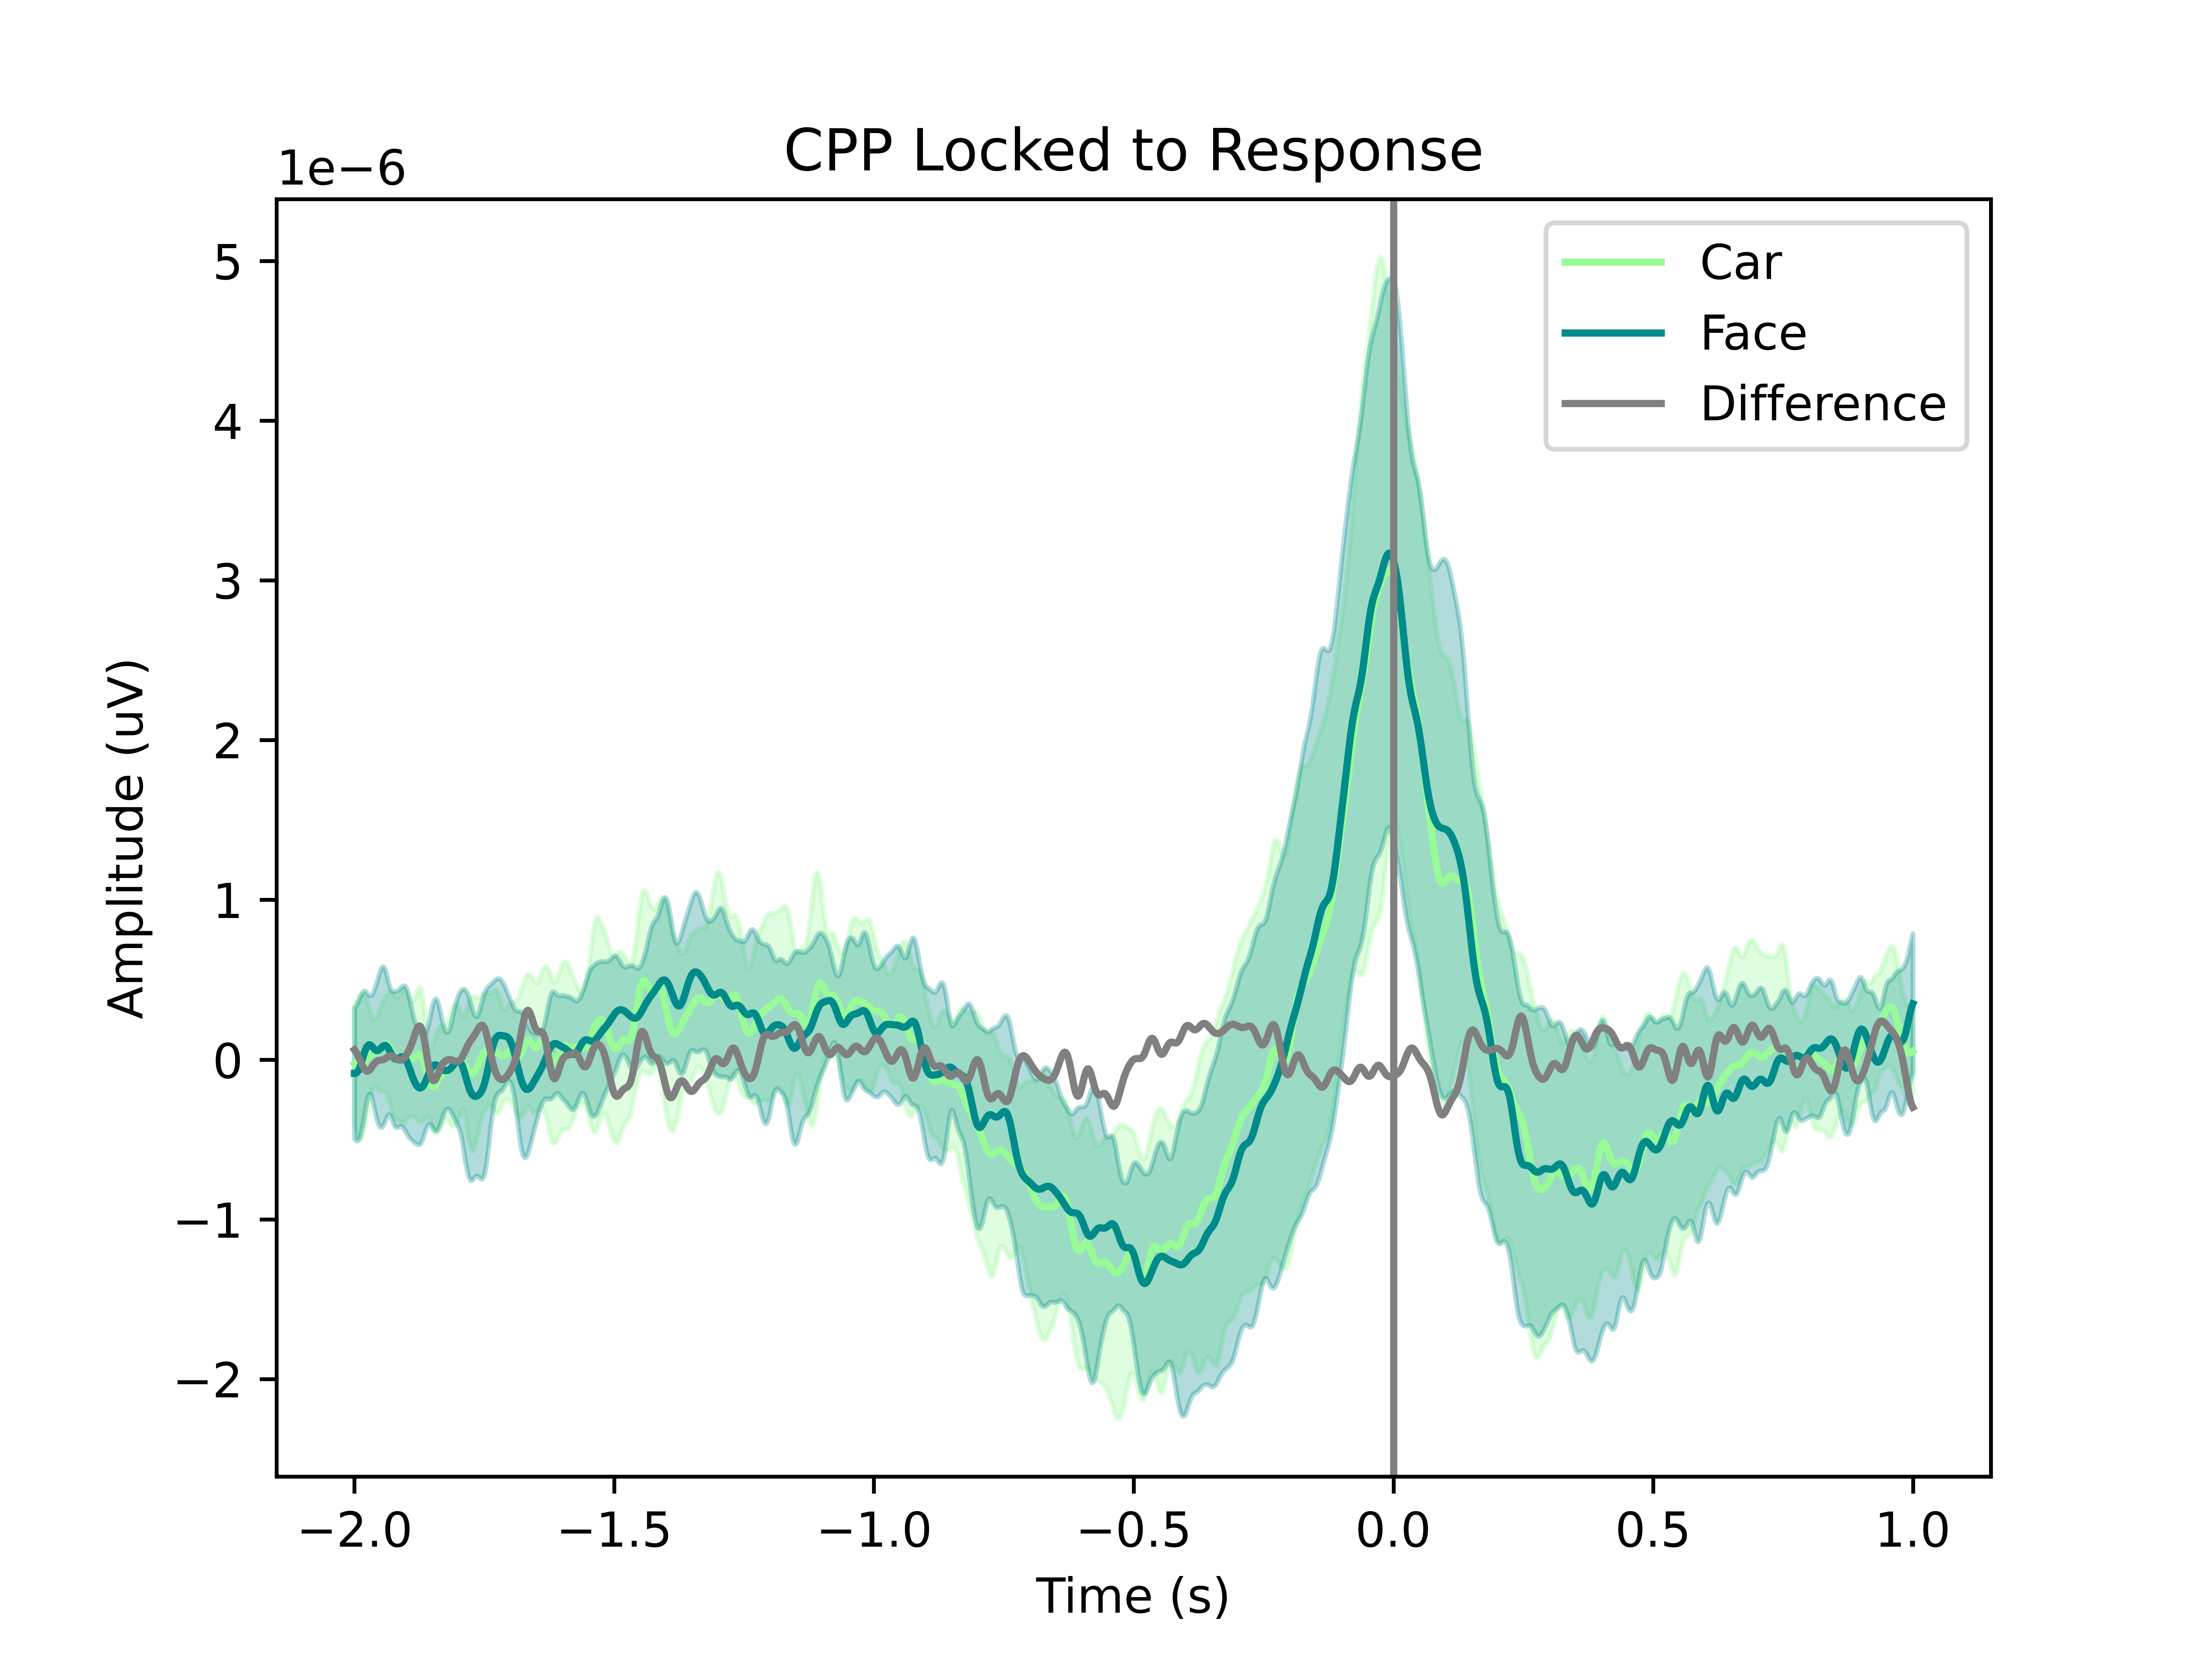 CPP Locked to Response
1e−6
Car
Face
Difference
5
4
3
2
1
0
−1
−2
Amplitude (uV)
−2.0 −1.5 −1.0 −0.5 0.0 0.5 1.0
Time (s)